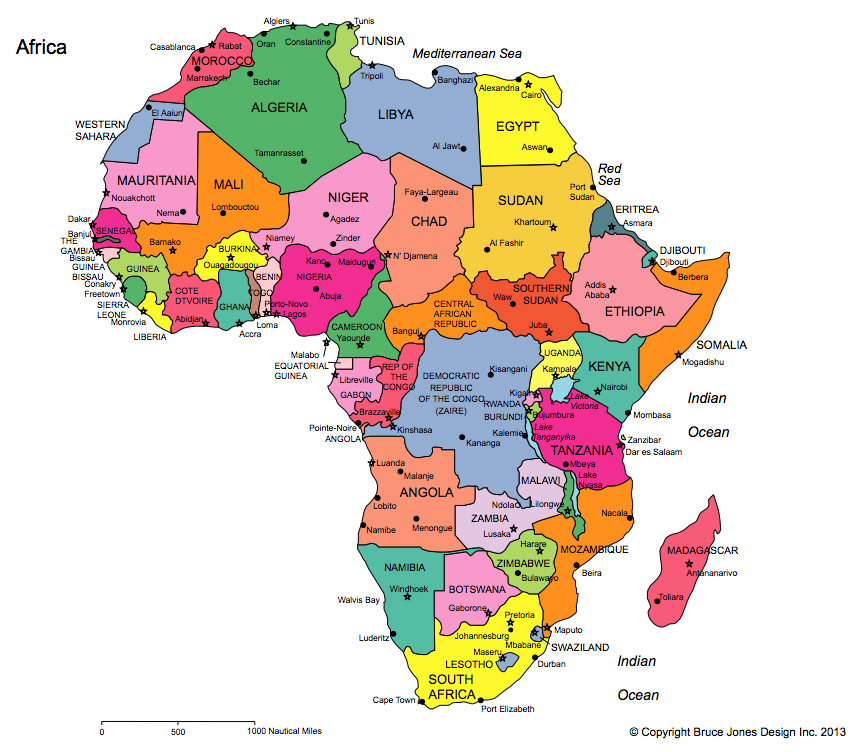 Africa
Algiers
Tunis
Casablanca
Rabat
Oran
Constantine
TUNISIA
Mediterranean Sea
MOROCCO
Marrakech
Bechar
Tripoli
Banghazi
Alexandria
Cairo
El Aaiun
ALGERIA
LIBYA
EGYPT
WESTERN
SAHARA
Tamanrasset
Al Jawt
Aswan
Red
Sea
MAURITANIA
MALI
NIGER
Faya-Largeau
CHAD
SUDAN
Port
Sudan
Nouakchott
Nema
Lombouctou
Agadez
Khartoum
ERITREA
Asmara
Dakar
SENEGAL
Banjul
THE
GAMBIA
Bissau
GUINEA
BISSAU
Bamako
BURKINA
Ouagadougou
Niamey
Zinder
N' Djamena
Al Fashir
DJIBOUTI
Djibouti
Berbera
GUINEA
Conakry
Freetown
SIERRA
LEONE
Monrovia
LIBERIA
COTE
DTVOIRE
Abidjan
GHANA
Accra
TOGO
BENIN
Porto-Novo
Lagos
Loma
Kano
Maiduguri
NIGERIA
Abuja
CENTRAL
AFRICAN
REPUBLIC
Bangui
SOUTHERN
SUDAN
Waw
Juba
Addis
Ababa
ETHIOPIA
SOMALIA
Mogadishu
CAMEROON
Yaounde
Malabo
EQUATORIAL
GUINEA
Libreville
GABON
REP OF
THE
CONGO
Brazzaville
Pointe-Noire
ANGOLA
Kinshasa
DEMOCRATIC
REPUBLIC
OF THE CONGO
(ZAIRE)
Kisangani
Kananga
Kalemie
UGANDA
Kampala
KENYA
Nairobi
Mombasa
Kigali
RWANDA
BURUNDI
Bujumbura
Lake
Victoria
Lake
Tanganyika
TANZANIA
Zanzibar
Dar es Salaam
Mbeya
Lake
Nyasa
Indian
Ocean
Luanda
Malanje
ANGOLA
Lobito
Menongue
Namibe
MALAWI
Ndola
Lilongwe
ZAMBIA
Lusaka
Nacala
MOZAMBIQUE
Beira
Harare
ZIMBABWE
Bulawayo
MADAGASCAR
Antananarivo
Toliara
NAMIBIA
Windhoek
Walvis Bay
Luderitz
BOTSWANA
Gaborone
Pretoria
Johannesburg
Mbabane
Maputo
SWAZILAND
Maseru
LESOTHO
Durban
SOUTH
AFRICA
Cape Town
Port Elizabeth
Indian
Ocean
0
500
1000 Nautical Miles
© Copyright Bruce Jones Design Inc. 2013